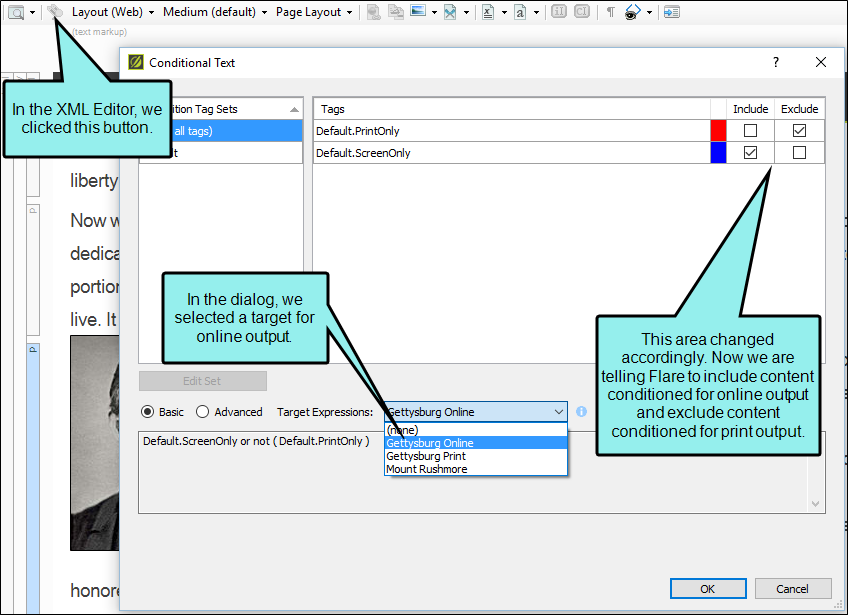 Layout (Web) Medium (default) Page Layout
(text markup)
Conditional Text
In the XML Editor, we
clicked this button.
ition Tag Sets
all tags)
lt
Tags Include Exclude
Default.PrintOnly
Default.ScreenOnly
liberty
Now w
dedica
portion
live. It
In the dialog, we
selected a target for
online output.
This area changed
accordingly. Now we are
telling Flare to include content
conditioned for online output
and exclude content
conditioned for print output.
Edit Set
Basic Advanced Target Expressions: Gettysburg Online
(none)
Gettysburg Online
Gettysburg Print
Mount Rushmore
Default.ScreenOnly or not ( Default.PrintOnly )
honore
OK Cancel